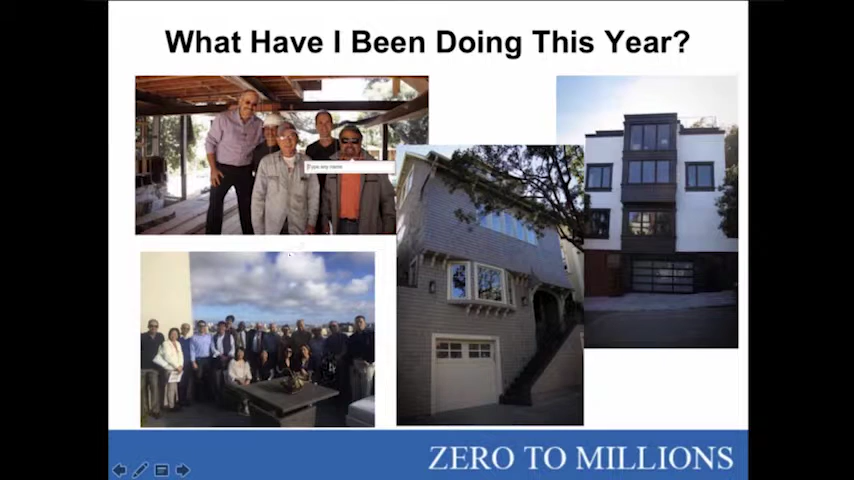 What Have I Been Doing This Year?
Type any name
ZERO TO MILLIONS